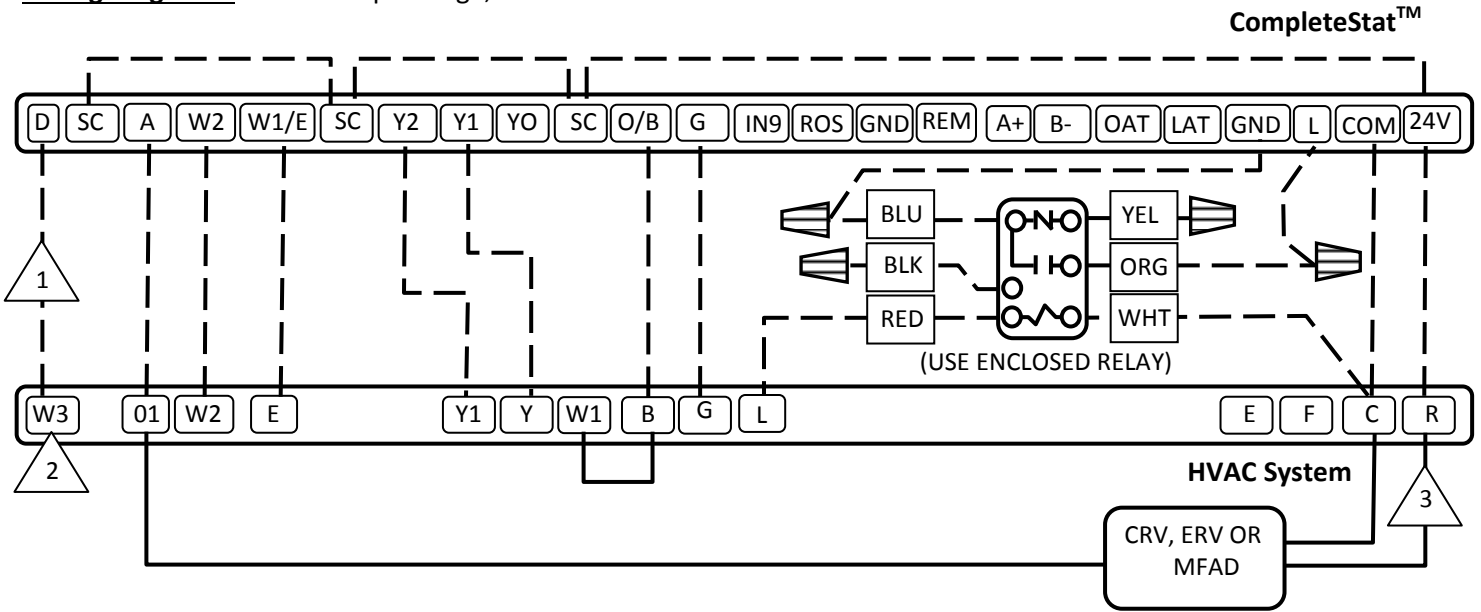 CompleteStat™
D SC A W2 W1/E SC Y2 Y1 YO SC O/B G IN9 ROS GND REM A+ B- OAT LAT GND L COM 24V
BLU YEL
1
BLK ORG
RED WHT
(USE ENCLOSED RELAY)
W3 01 W2 E Y1 Y W1 B G L E F C R
2
HVAC System
3
CRV, ERV OR
MFAD